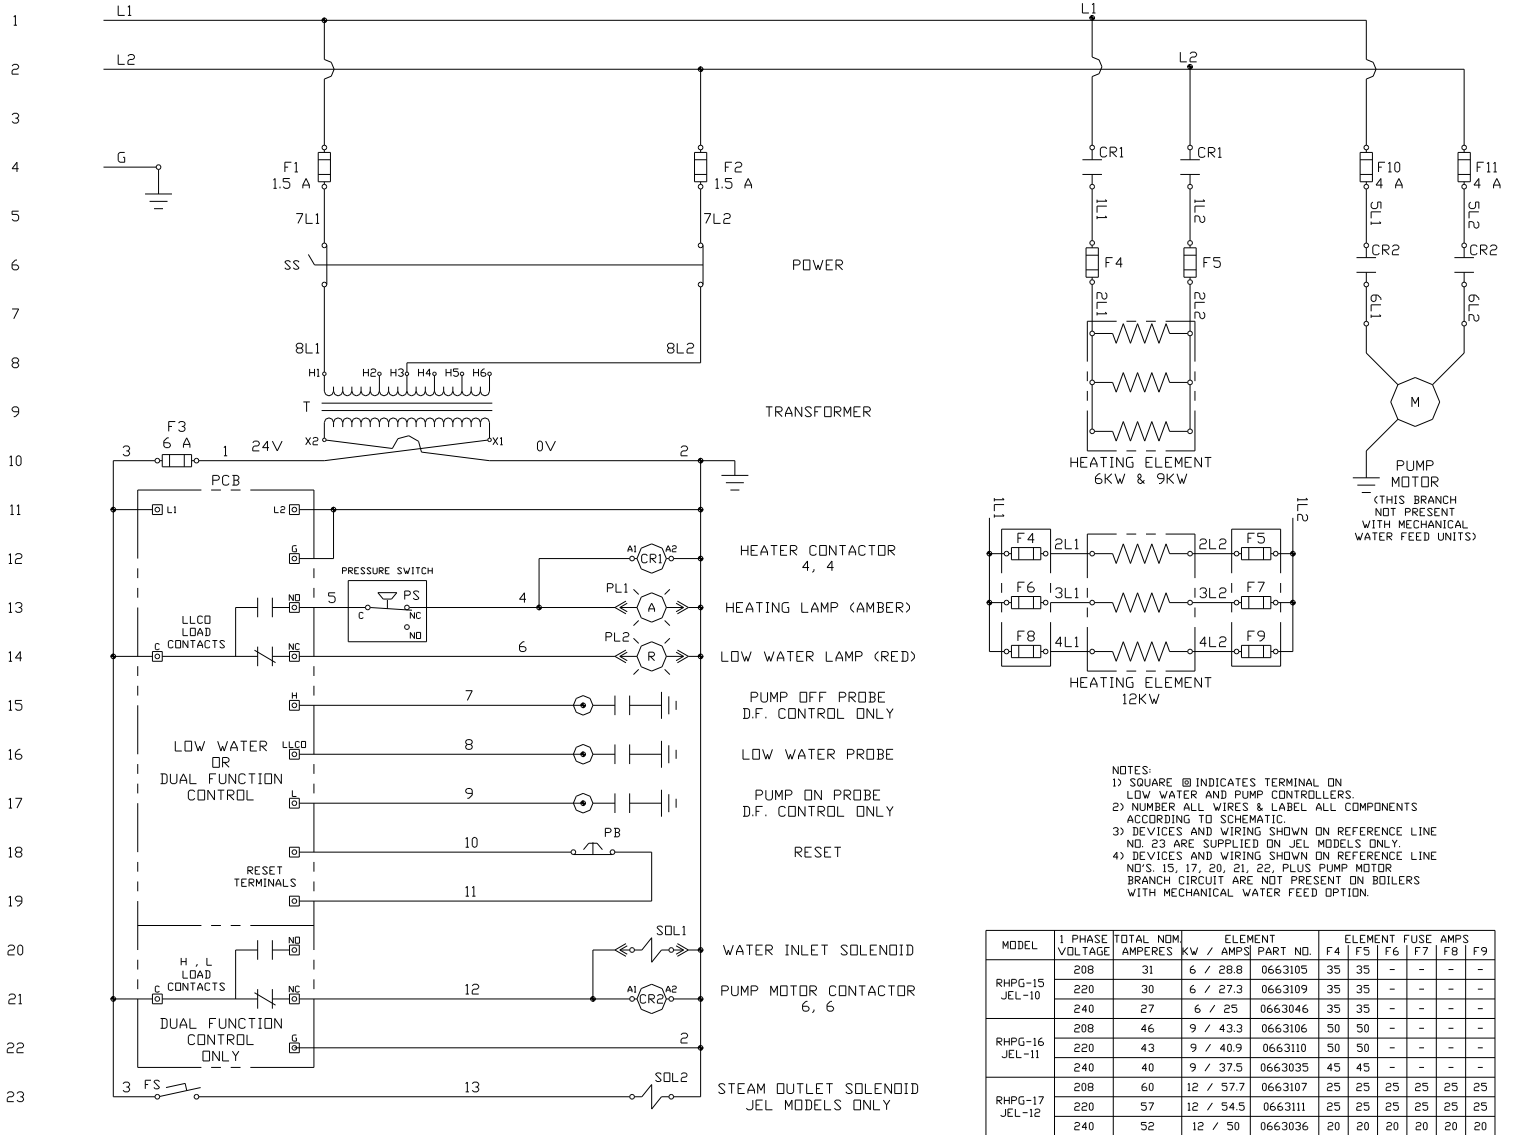 1 L1 L1
2 L2 L2
3
4 G F1 F2 CR1 CR1 F10 F11
1.5 A 1.5 A 4 A 4 A
5 7L1 7L2 1L1 1L2 5L1 5L2
6 SS POWER F4 F5 CR2 CR2
7 2L1 2L2 6L1 6L2
8 8L1 8L2
H1 H2 H3 H4 H5 H6
9 T TRANSFORMER M
F3
6 A X2 X1
10 3 1 24V 0V 2
HEATING ELEMENT
6KW & 9KW
PUMP
MOTOR
(THIS BRANCH
NOT PRESENT
WITH MECHANICAL
WATER FEED UNITS)
PCB
11 L1 L2
12 G A1 CR1 A2 HEATER CONTACTOR
4, 4
PRESSURE SWITCH
13 NO 5 C PS NC NO 4 PL1 A HEATING LAMP (AMBER)
LLCO
LOAD
CONTACTS
14 C NC 6 PL2 R LOW WATER LAMP (RED)
15 H 7 PUMP OFF PROBE
D.F. CONTROL ONLY
16 LLCO 8 LOW WATER PROBE
LOW WATER
OR
DUAL FUNCTION
CONTROL
17 L 9 PUMP ON PROBE
D.F. CONTROL ONLY
18 10 PB RESET
RESET
TERMINALS
19 11
20 NO SOL1 WATER INLET SOLENOID
H , L
LOAD
CONTACTS
21 C NC 12 A1 CR2 A2 PUMP MOTOR CONTACTOR
6, 6
DUAL FUNCTION
CONTROL
ONLY
22 G 2
23 3 FS 13 SOL2 STEAM OUTLET SOLENOID
JEL MODELS ONLY
1L1 1L2
F4 2L1 2L2 F5
F6 3L1 3L2 F7
F8 4L1 4L2 F9
HEATING ELEMENT
12KW
NOTES:
1) SQUARE INDICATES TERMINAL ON
LOW WATER AND PUMP CONTROLLERS.
2) NUMBER ALL WIRES & LABEL ALL COMPONENTS
ACCORDING TO SCHEMATIC.
3) DEVICES AND WIRING SHOWN ON REFERENCE LINE
NO. 23 ARE SUPPLIED ON JEL MODELS ONLY.
4) DEVICES AND WIRING SHOWN ON REFERENCE LINE
NO'S. 15, 17, 20, 21, 22, PLUS PUMP MOTOR
BRANCH CIRCUIT ARE NOT PRESENT ON BOILERS
WITH MECHANICAL WATER FEED OPTION.
MODEL 1 PHASE VOLTAGE TOTAL NOM. AMPERES ELEMENT ELEMENT FUSE AMPS
KW / AMPS PART NO. F4 F5 F6 F7 F8 F9
RHPG-15
JEL-10
208 31 6 / 28.8 0663105 35 35 - - - -
220 30 6 / 27.3 0663109 35 35 - - - -
240 27 6 / 25 0663046 35 35 - - - -
RHPG-16
JEL-11
208 46 9 / 43.3 0663106 50 50 - - - -
220 43 9 / 40.9 0663110 50 50 - - - -
240 40 9 / 37.5 0663035 45 45 - - - -
RHPG-17
JEL-12
208 60 12 / 57.7 0663107 25 25 25 25 25 25
220 57 12 / 54.5 0663111 25 25 25 25 25 25
240 52 12 / 50 0663036 20 20 20 20 20 20